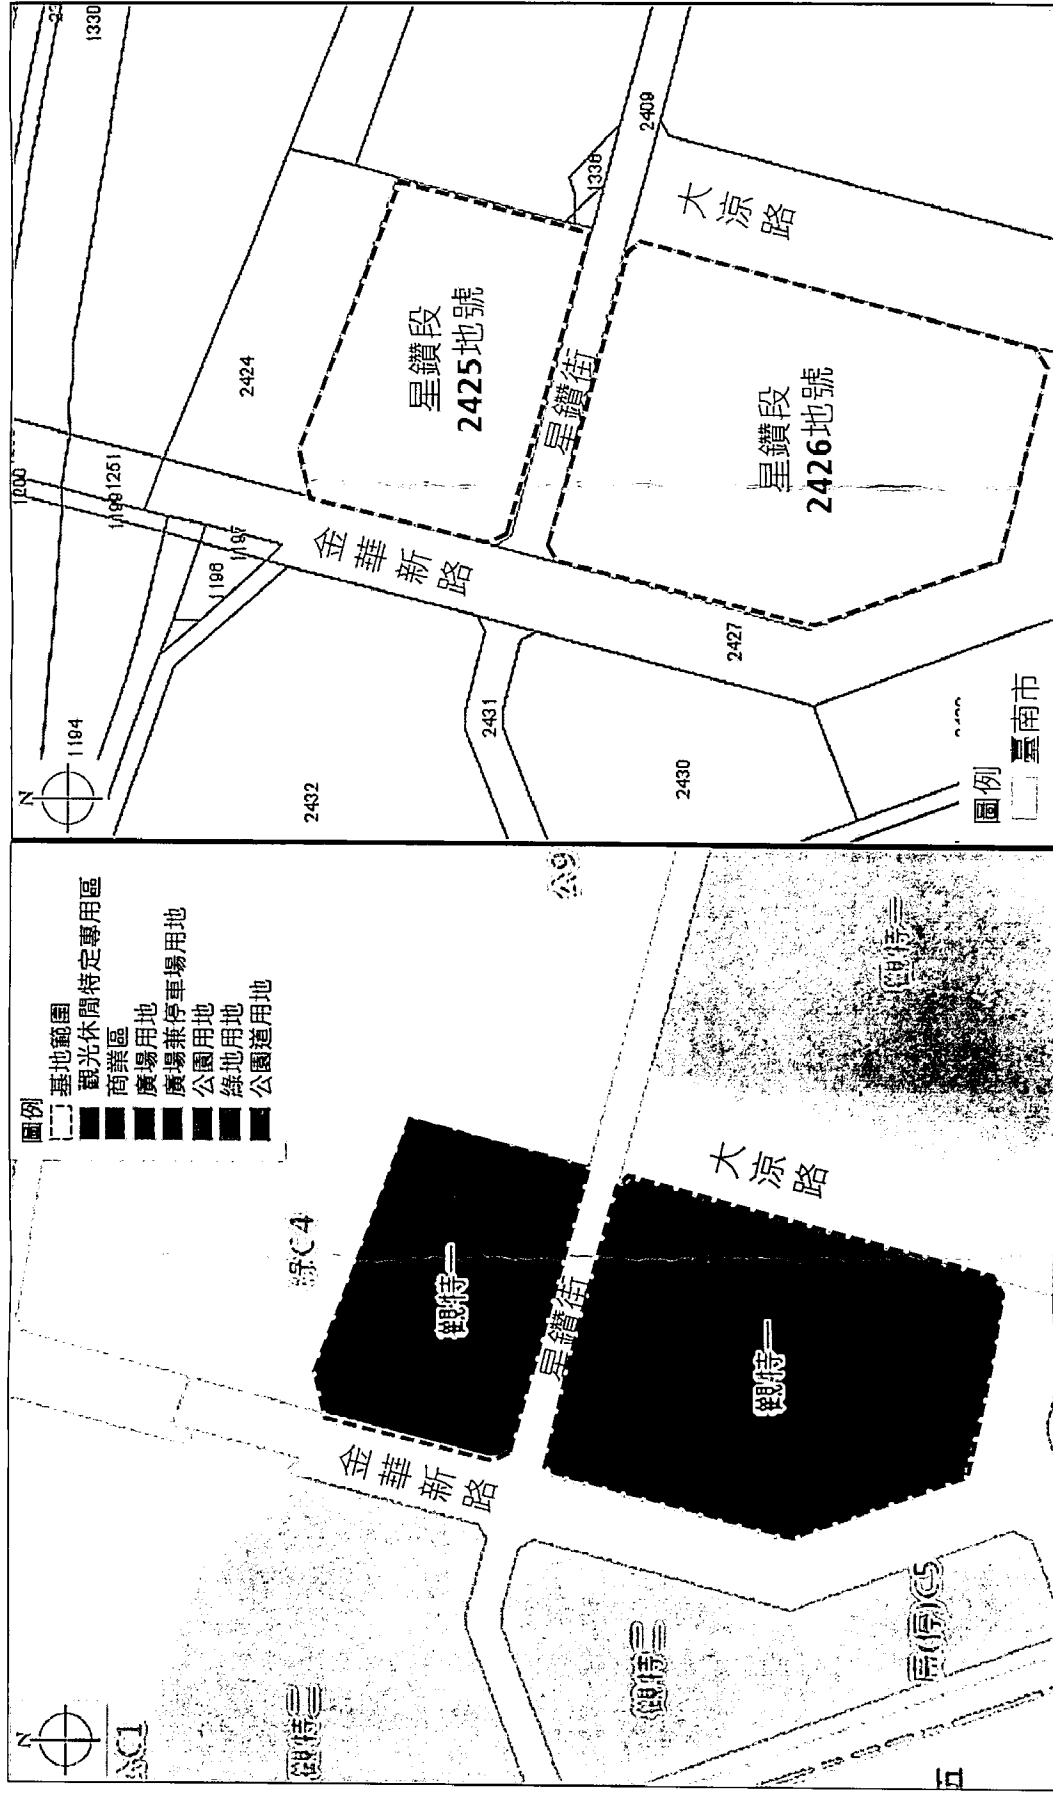 N
圖例
基地範圍
觀光休閒特定專用區
商業區
廣場用地
廣場兼停車場用地
公園用地
綠地用地
公園道用地
公C1
綠C4
公9
觀特一
觀特一
觀特二
觀特二
觀特二
金華新路
星鑽街
大涼路
五
N
1194
1330
1251
1199
1197
1198
2424
2432
2431
2430
2427
2409
1330
星鑽段
2425地號
星鑽段
2426地號
金華新路
星鑽街
大涼路
圖例
臺南市